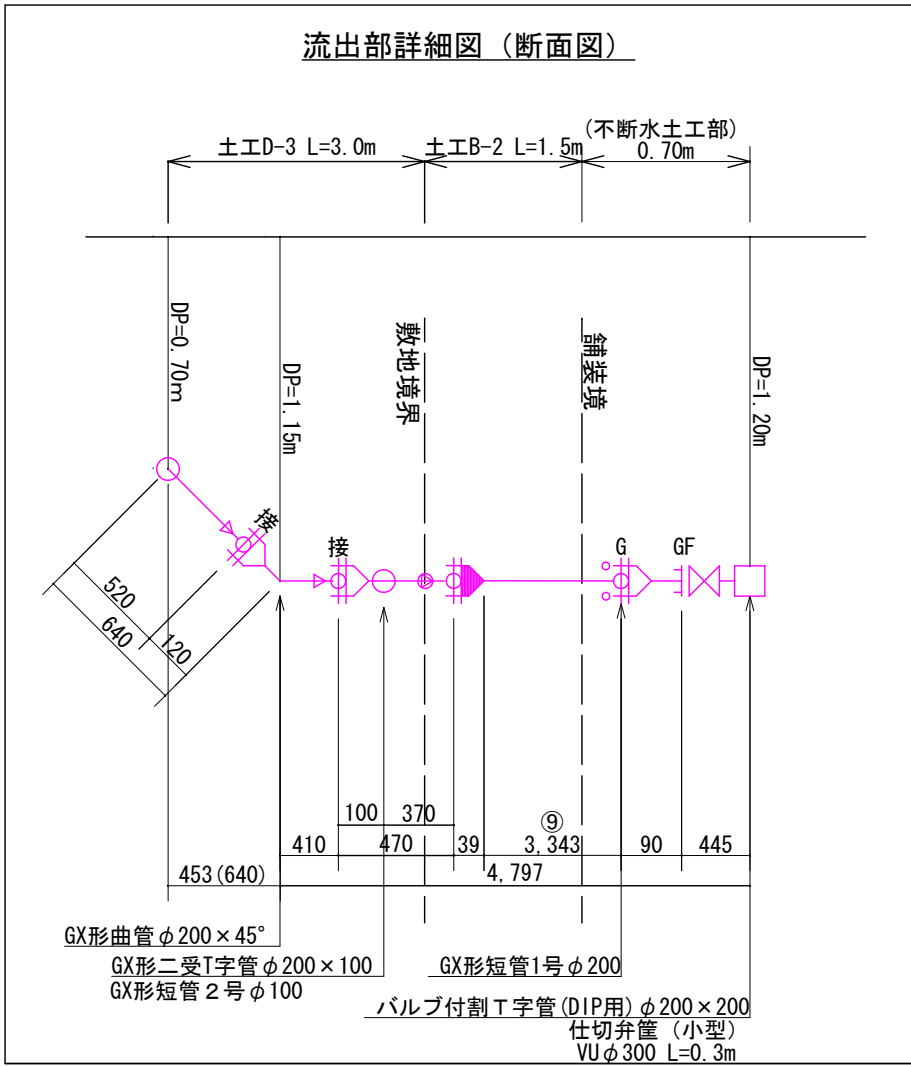 流出部詳細図（断面図）
(不断水土工部)
土工D-3 L=3.0m
土工B-2 L=1.5m
0.70m
DP=0.70m
DP=1.15m
敷地境界
舗装境
DP=1.20m
接
接
G
GF
520
640
120
100
370
⑨
410
470
39
3,343
90
445
453(640)
4,797
GX形曲管φ200×45°
GX形二受T字管φ200×100
GX形短管２号φ100
GX形短管1号φ200
バルブ付割Ｔ字管(DIP用)φ200×200
仕切弁筐（小型）
VUφ300 L=0.3m